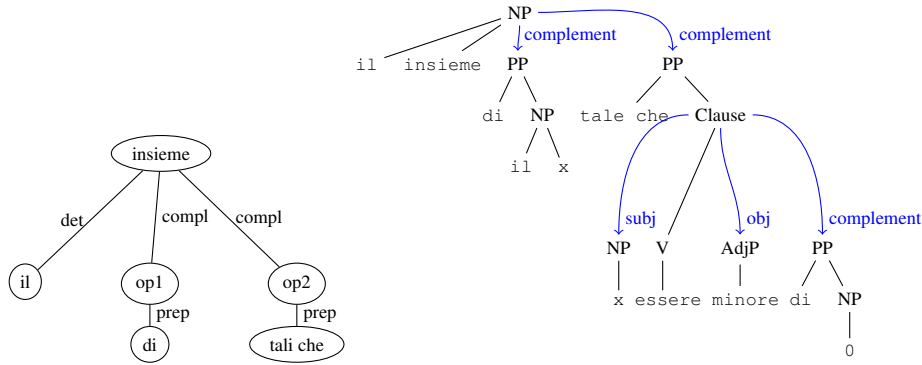 insieme
det
compl
compl
il
op1
op2
prep
prep
di
tali che
NP
complement
complement
il insieme PP PP
di NP tale che Clause
il x
subj obj complement
NP V AdjP PP
x essere minore di NP
0